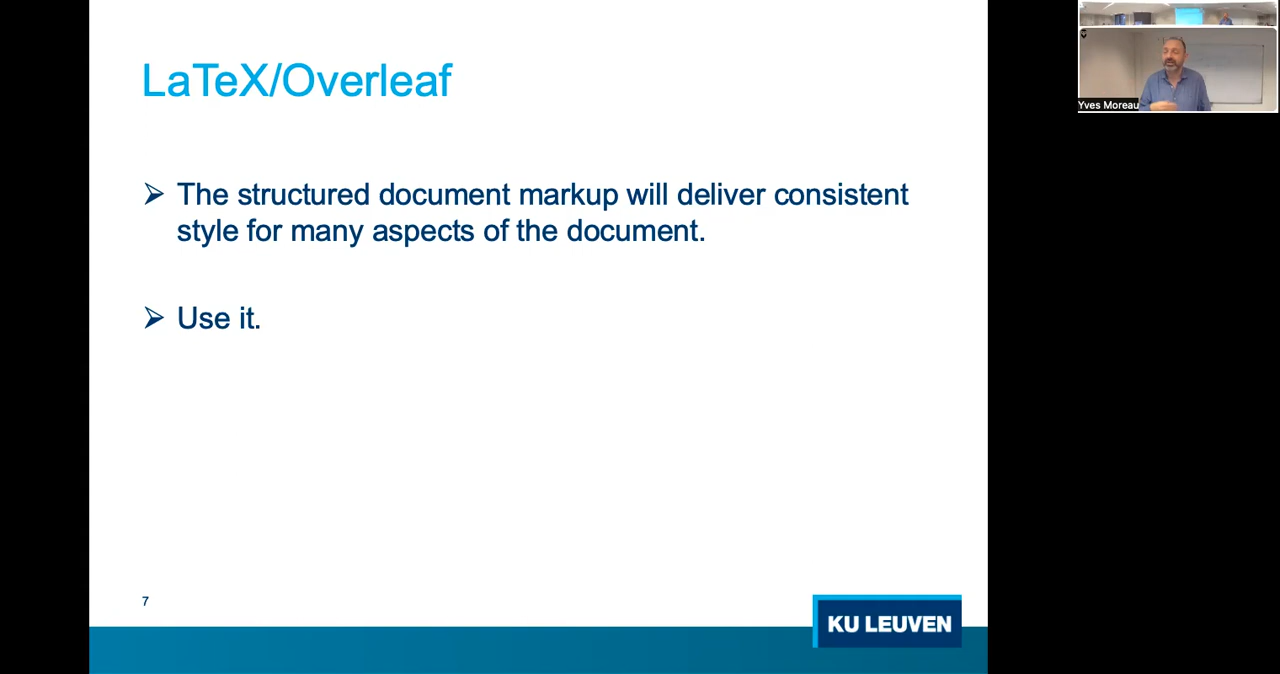 LaTeX/Overleaf
➢ The structured document markup will deliver consistent
style for many aspects of the document.
➢ Use it.
7
KU LEUVEN
Yves Moreau